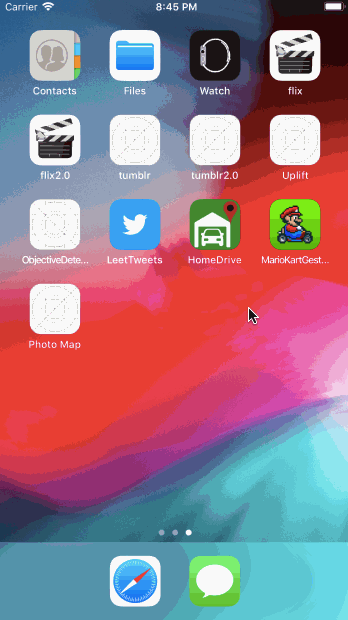 Carrier 8:45 PM
Contacts Files Watch flix
flix2.0 tumblr tumblr2.0 Uplift
ObjectiveDete... LeetTweets HomeDrive MarioKartGest...
Photo Map